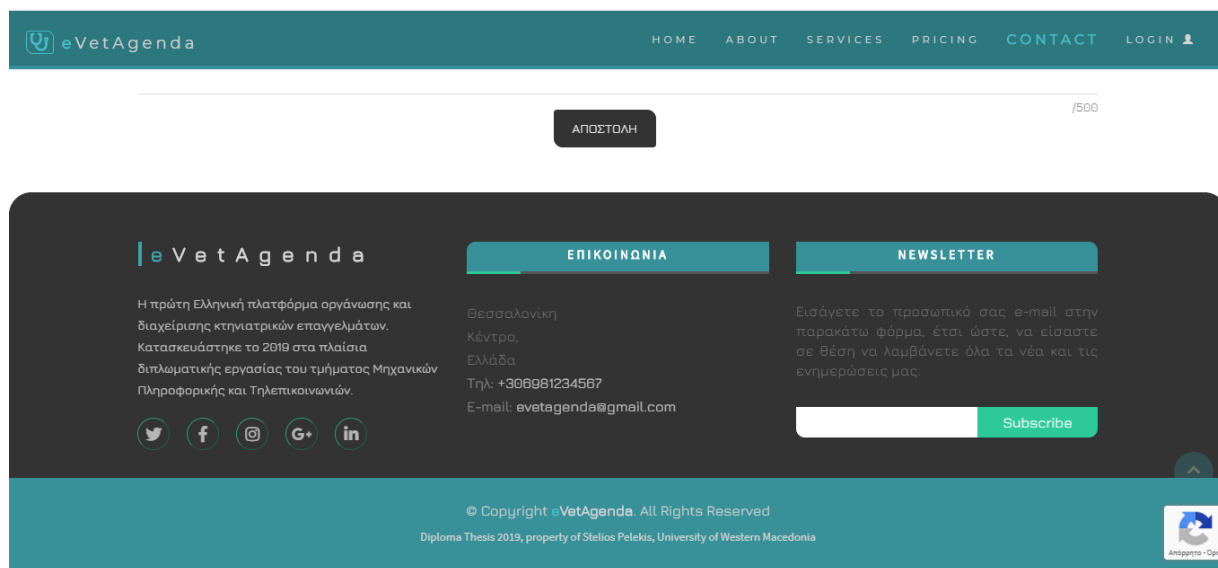 eVetAgenda
HOME ABOUT SERVICES PRICING CONTACT LOGIN
/500
ΑΠΟΣΤΟΛΗ
eVetAgenda
Η πρώτη Ελληνική πλατφόρμα οργάνωσης και
διαχείρισης κτηνιατρικών επαγγελμάτων.
Κατασκευάστηκε το 2019 στα πλαίσια
διπλωματικής εργασίας του τμήματος Μηχανικών
Πληροφορικής και Τηλεπικοινωνιών.
ΕΠΙΚΟΙΝΩΝΙΑ
Θεσσαλονίκη
Κέντρο,
Ελλάδα
Τηλ: +306981234567
E-mail: evetagenda@gmail.com
NEWSLETTER
Εισάγετε το προσωπικό σας e-mail στην
παρακάτω φόρμα, έτσι ώστε, να είσαστε
σε θέση να λαμβάνετε όλα τα νέα και τις
ενημερώσεις μας.
Subscribe
© Copyright eVetAgenda. All Rights Reserved
Diploma Thesis 2019, property of Stelios Pelekis, University of Western Macedonia
Απόρρητο -